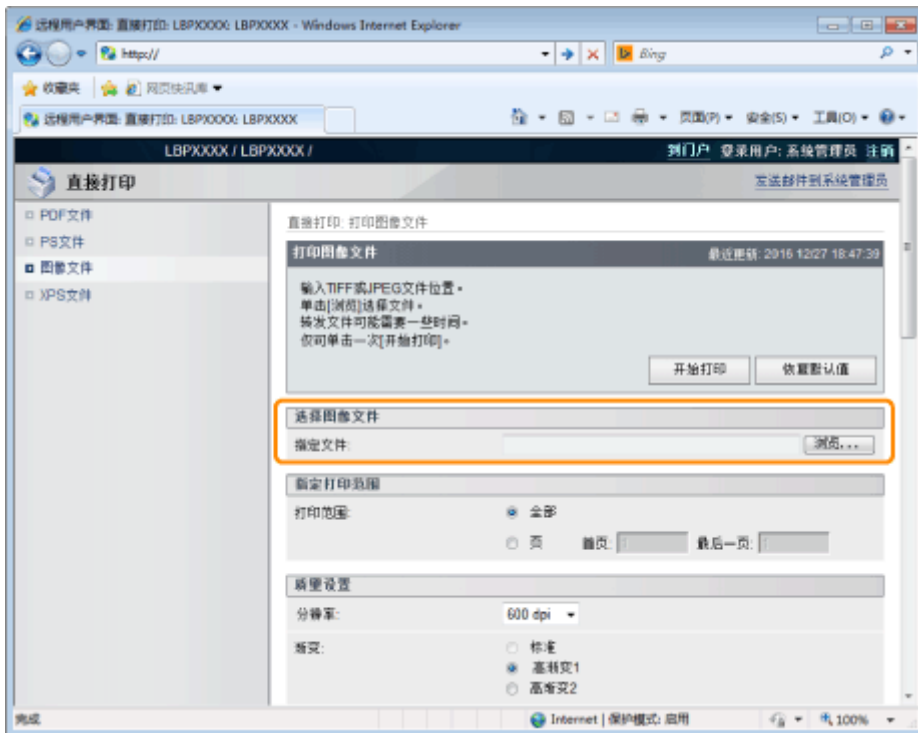 远程用户界面: 直接打印: LBPXXXX: LBPXXXX - Windows Internet Explorer
http://
Bing
收藏夹 网页快讯库
远程用户界面: 直接打印: LBPXXXX: LBPXXXX 页面(P) 安全(S) 工具(O)
LBPXXXX / LBPXXXX / 到门户 登录用户: 系统管理员 注销
直接打印 发送邮件到系统管理员
PDF文件
PS文件
图像文件
XPS文件
直接打印: 打印图像文件
打印图像文件 最近更新: 2016 12/27 18:47:39
输入TIFF或JPEG文件位置。
单击[浏览]选择文件。
转发文件可能需要一些时间。
仅可单击一次[开始打印]。
开始打印 恢复默认值
选择图像文件
指定文件: 浏览...
指定打印范围
打印范围: 全部
页 首页: 1 最后一页: 1
质量设置
分辨率: 600 dpi
渐变: 标准
高渐变1
高渐变2
完成 Internet | 保护模式: 启用 100%